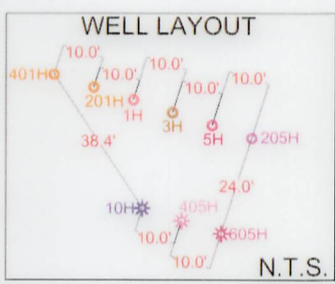 WELL LAYOUT
10.0'
10.0'
10.0'
10.0'
10.0'
401H
201H
1H
3H
5H
205H
38.4'
24.0'
10H
405H
605H
10.0'
10.0'
N.T.S.